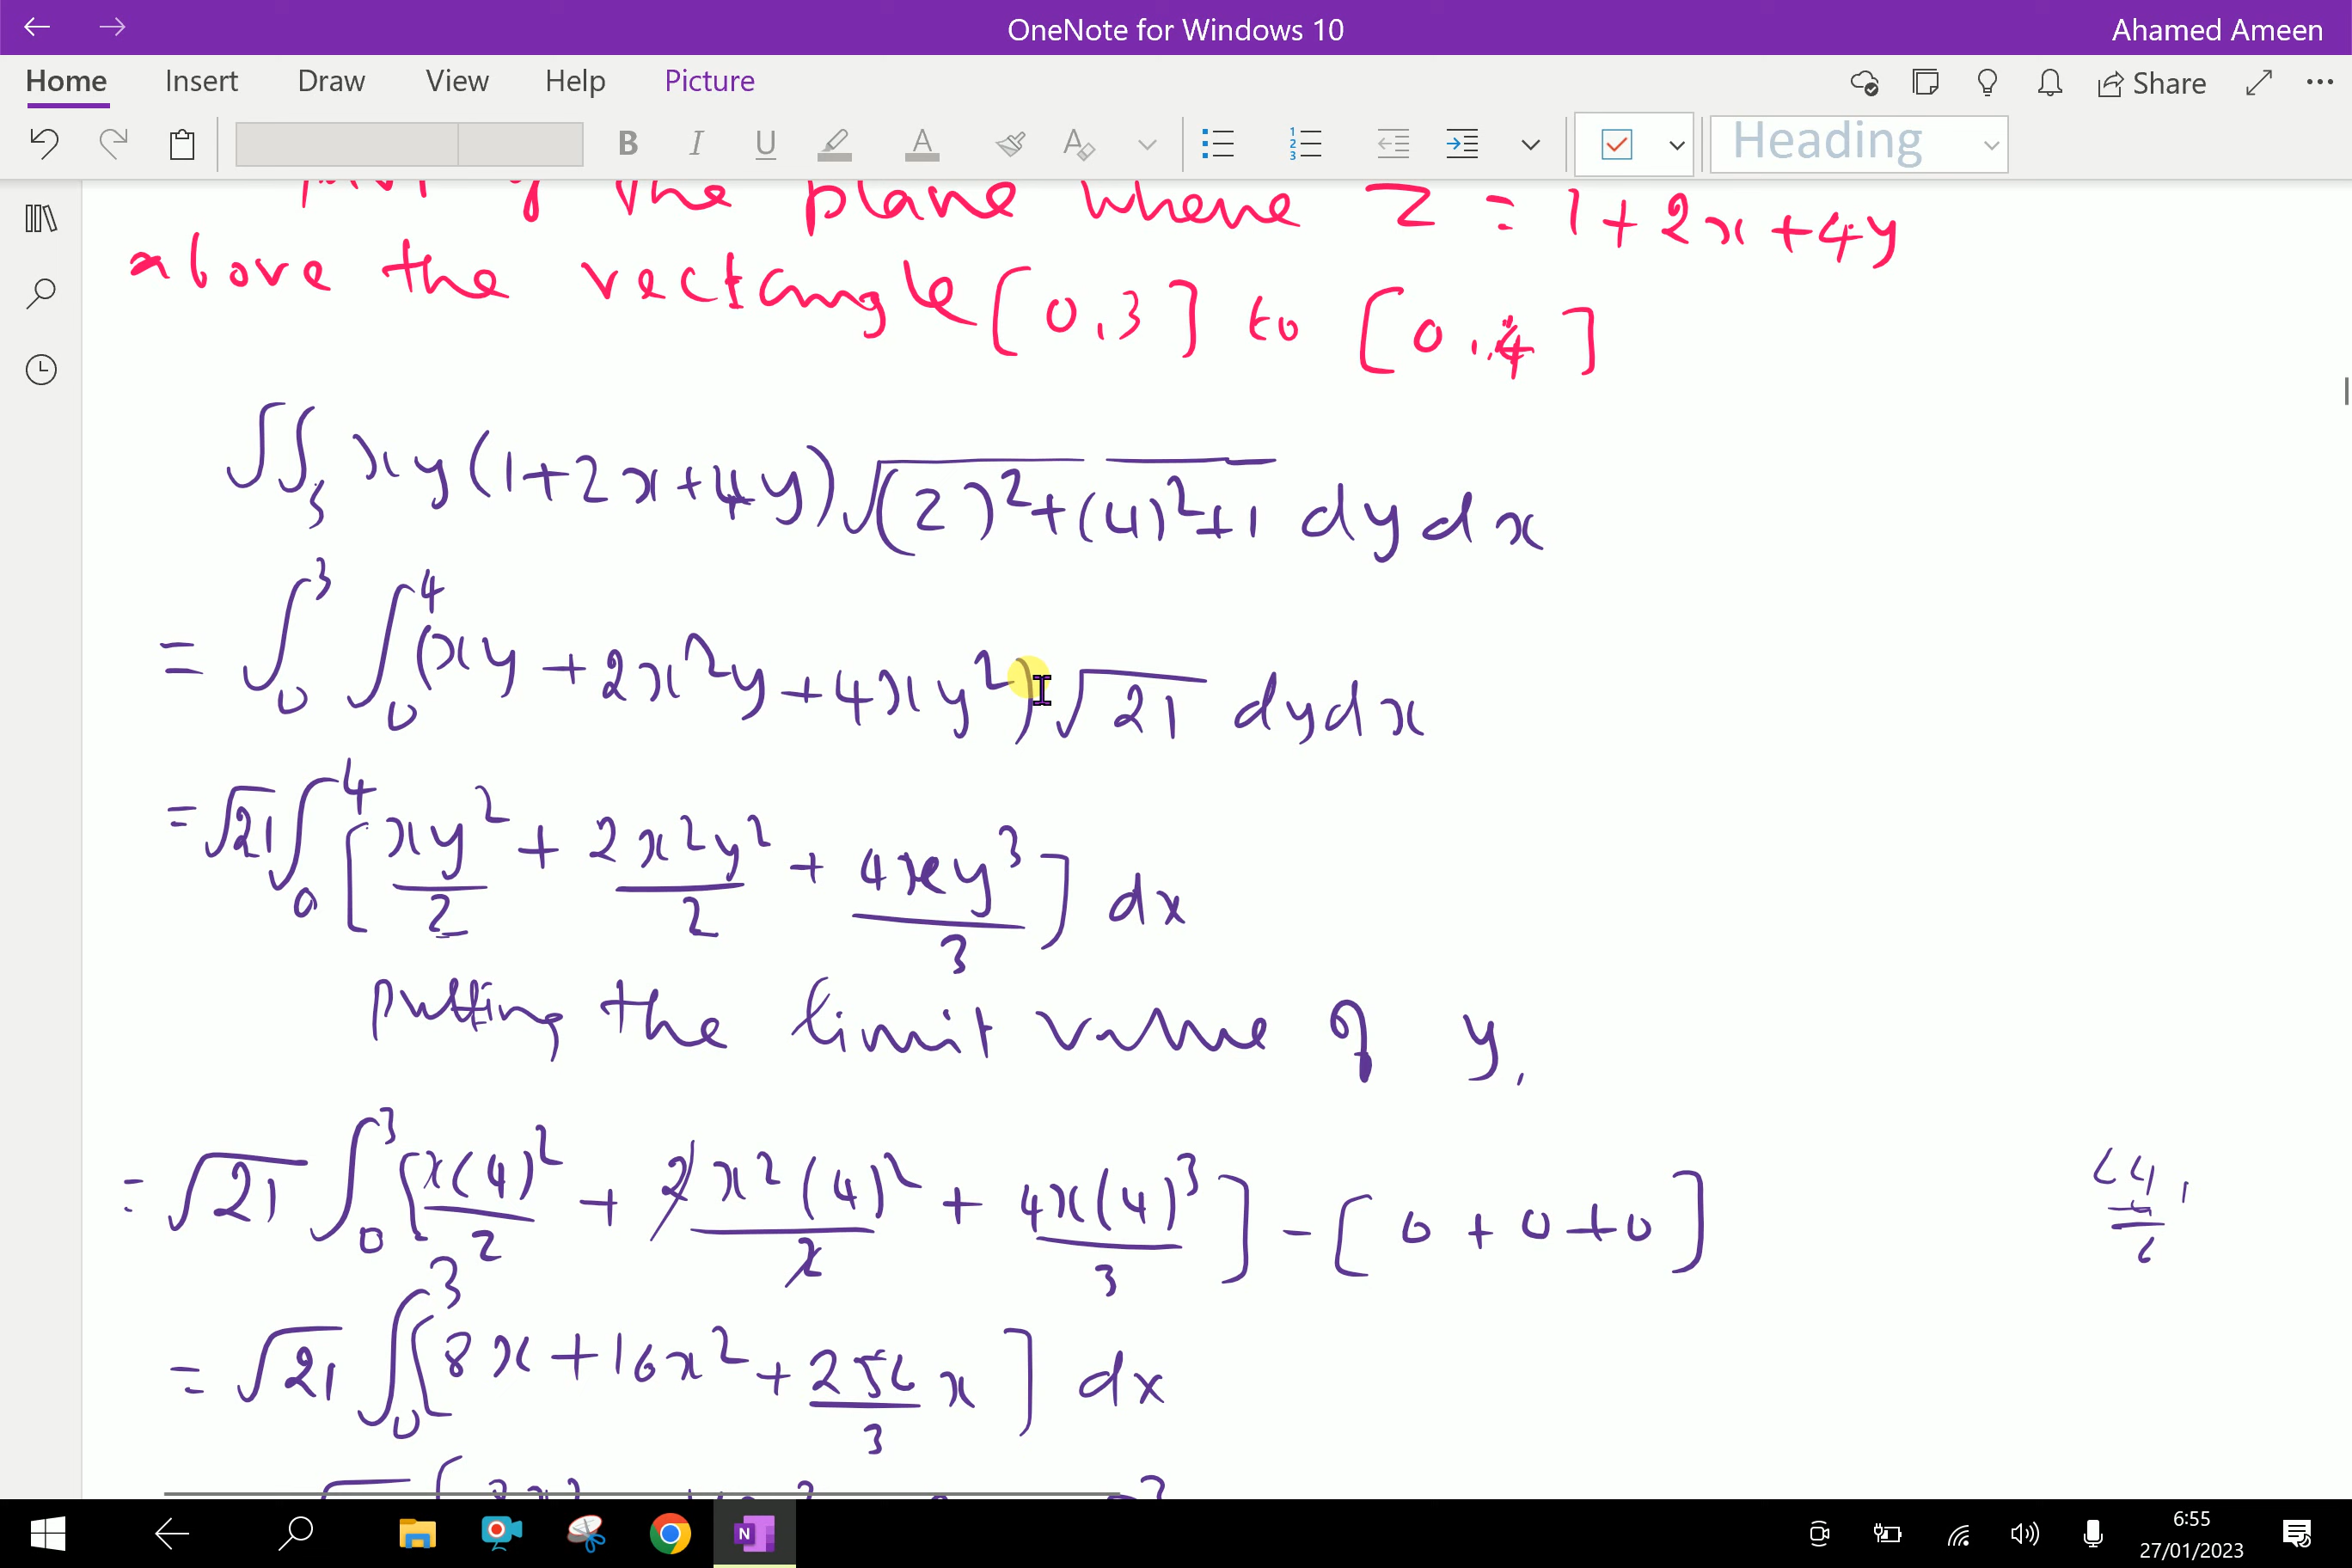 OneNote for Windows 10
Ahamed Ameen
Home Insert Draw View Help Picture Share
B I U A A Heading
of the plane where z = 1+2x+4y
above the rectangle [0,3] to [0,4]
∬ₛ xy(1+2x+4y)√((2)²+(4)²+1) dydx
= ∫₀³ ∫₀⁴ (xy + 2x²y + 4xy²) √21 dydx
= √21 ∫₀⁴ [xy²/2 + 2x²y²/2 + 4xy³/3] dx
putting the limit value of y,
= √21 ∫₀³ [x(4)²/2 + 2x²(4)²/2 + 4x(4)³/3] - [0+0+0]
= √21 ∫₀³ [8x + 16x² + 256/3 x] dx
6:55
27/01/2023